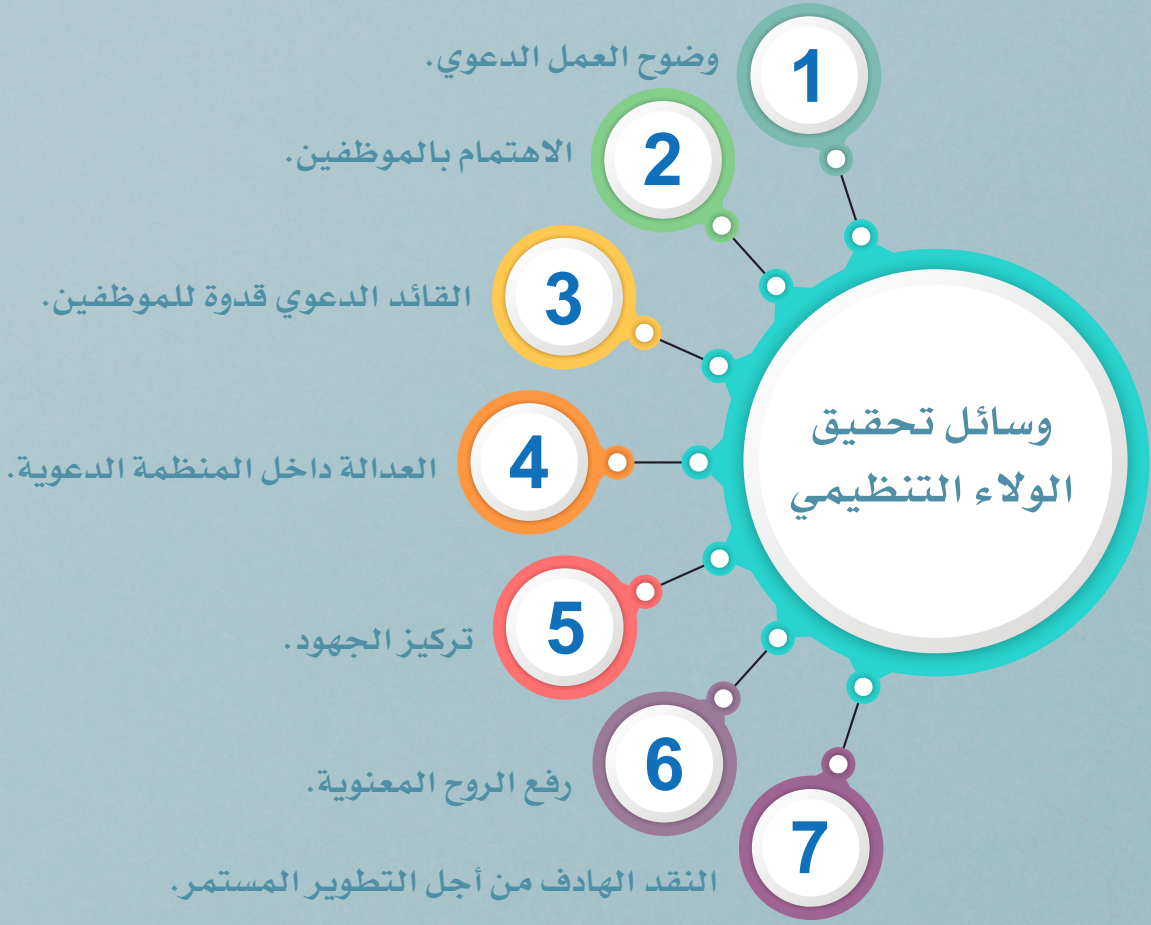 وسائل تحقيق
الولاء التنظيمي
1
وضوح العمل الدعوي.
2
الاهتمام بالموظفين.
3
القائد الدعوي قدوة للموظفين.
4
العدالة داخل المنظمة الدعوية.
5
تركيز الجهود.
6
رفع الروح المعنوية.
7
النقد الهادف من أجل التطوير المستمر.